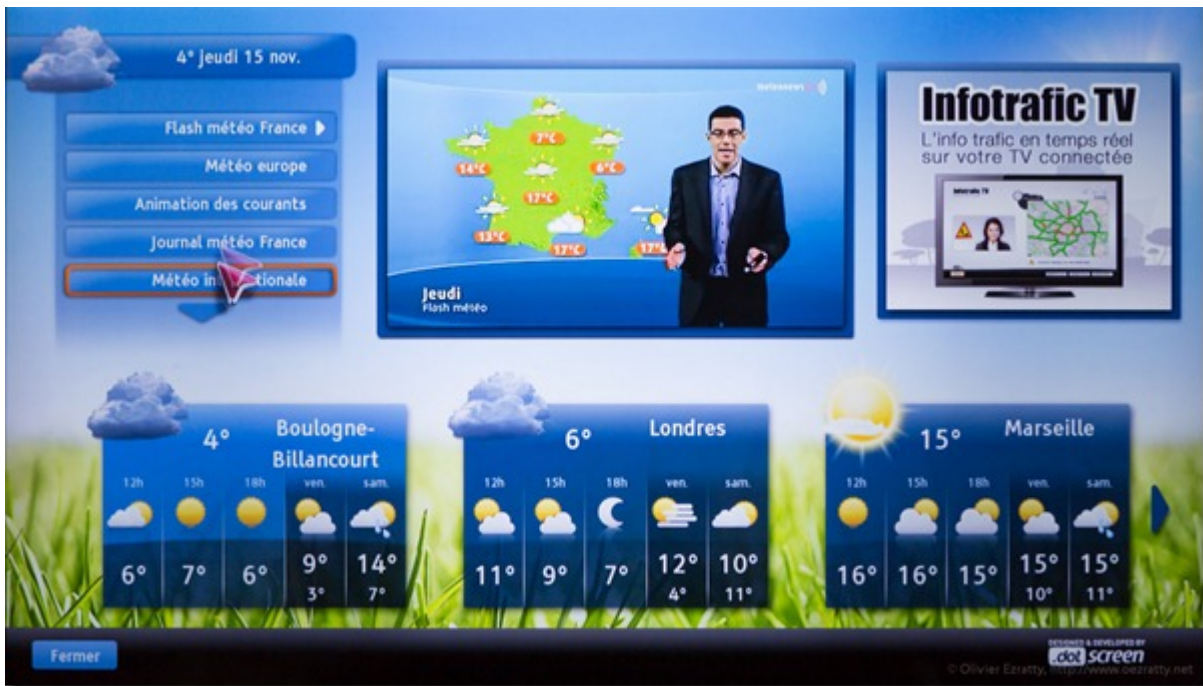 4° jeudi 15 nov.
Flash météo France
Météo europe
Animation des courants
Journal météo France
Météo in tionale
meteonews
7°C
14°C
6°C
17°C
13°C
17°C
17°C
Jeudi
Flash météo
Infotrafic TV
L'info trafic en temps réel
sur votre TV connectée
Infotrafic TV
4° Boulogne-
Billancourt
12h 15h 18h ven. sam.
6° 7° 6° 9° 14°
3° 7°
6° Londres
12h 15h 18h ven. sam.
11° 9° 7° 12° 10°
4° 11°
15° Marseille
12h 15h 18h ven. sam.
16° 16° 15° 15° 15°
10° 11°
Fermer
DESIGNED & DEVELOPED BY
.dot screen
© Olivier Ezratty, http://www.oezratty.net